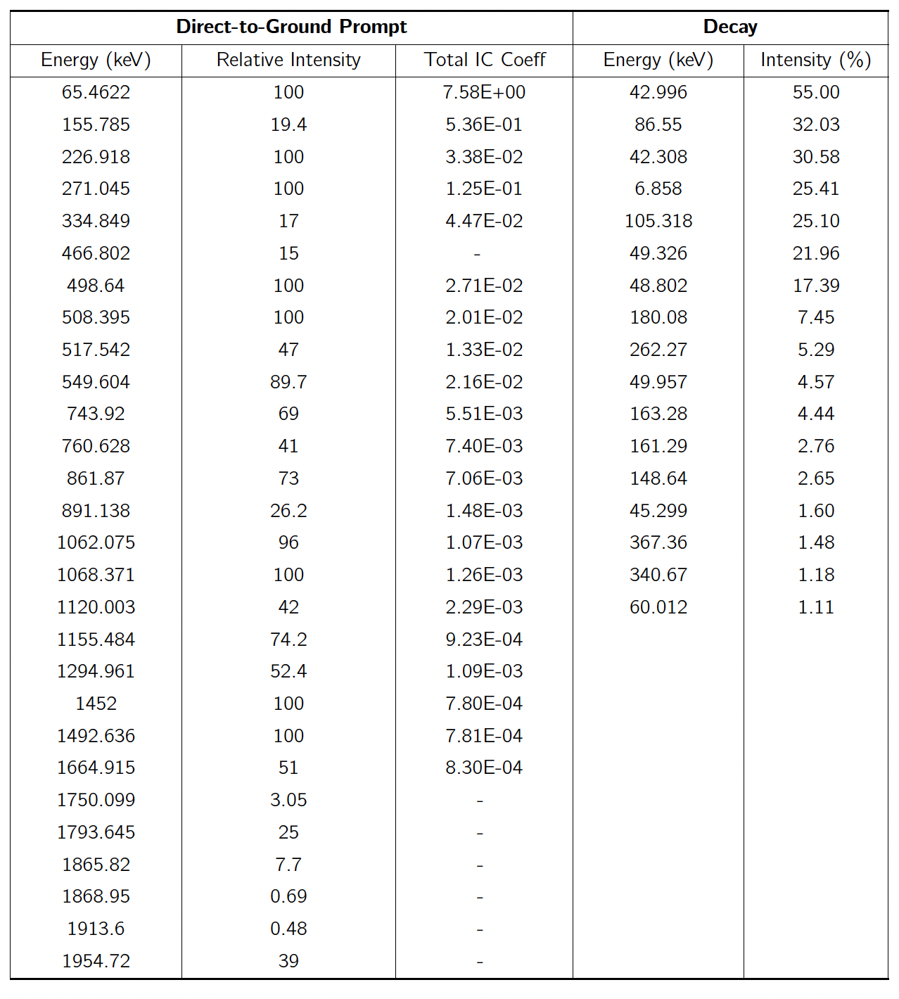 Direct-to-Ground Prompt Decay
Energy (keV) Relative Intensity Total IC Coeff Energy (keV) Intensity (%)
65.4622 100 7.58E+00 42.996 55.00
155.785 19.4 5.36E-01 86.55 32.03
226.918 100 3.38E-02 42.308 30.58
271.045 100 1.25E-01 6.858 25.41
334.849 17 4.47E-02 105.318 25.10
466.802 15 - 49.326 21.96
498.64 100 2.71E-02 48.802 17.39
508.395 100 2.01E-02 180.08 7.45
517.542 47 1.33E-02 262.27 5.29
549.604 89.7 2.16E-02 49.957 4.57
743.92 69 5.51E-03 163.28 4.44
760.628 41 7.40E-03 161.29 2.76
861.87 73 7.06E-03 148.64 2.65
891.138 26.2 1.48E-03 45.299 1.60
1062.075 96 1.07E-03 367.36 1.48
1068.371 100 1.26E-03 340.67 1.18
1120.003 42 2.29E-03 60.012 1.11
1155.484 74.2 9.23E-04
1294.961 52.4 1.09E-03
1452 100 7.80E-04
1492.636 100 7.81E-04
1664.915 51 8.30E-04
1750.099 3.05 -
1793.645 25 -
1865.82 7.7 -
1868.95 0.69 -
1913.6 0.48 -
1954.72 39 -